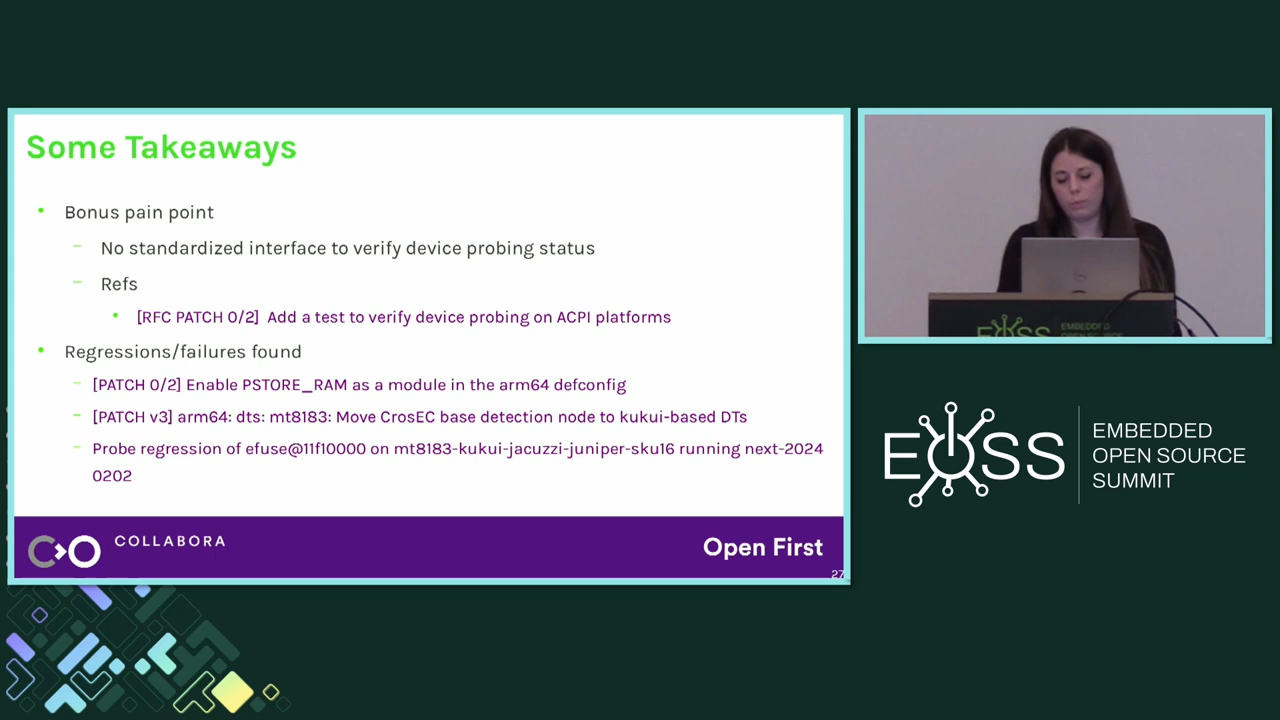 Some Takeaways
• Bonus pain point
– No standardized interface to verify device probing status
– Refs
• [RFC PATCH 0/2] Add a test to verify device probing on ACPI platforms
• Regressions/failures found
– [PATCH 0/2] Enable PSTORE_RAM as a module in the arm64 defconfig
– [PATCH v3] arm64: dts: mt8183: Move CrosEC base detection node to kukui-based DTs
– Probe regression of efuse@11f10000 on mt8183-kukui-jacuzzi-juniper-sku16 running next-2024
0202
COLLABORA
Open First
27
EOSS
EMBEDDED
EOSS
EMBEDDED
OPEN SOURCE
SUMMIT